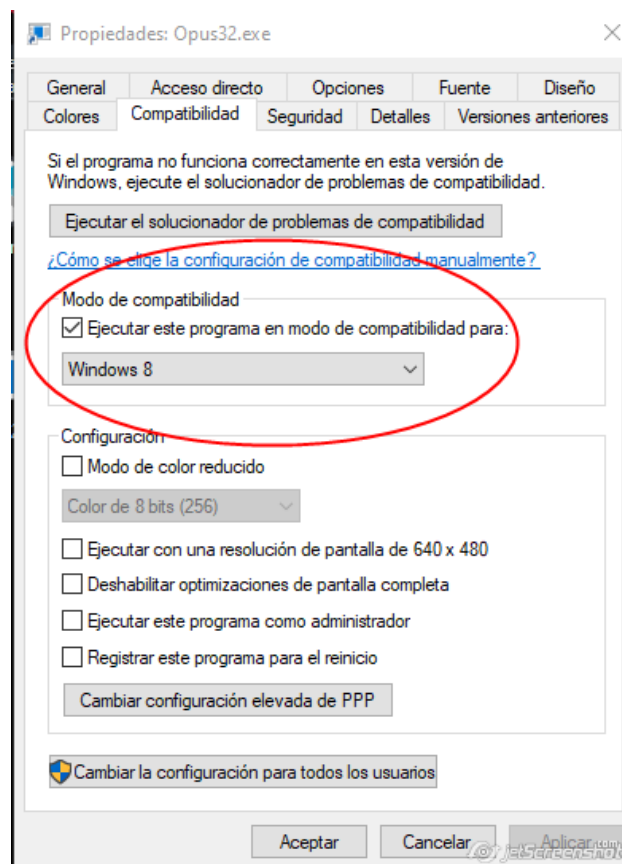 Propiedades: Opus32.exe
General Acceso directo Opciones Fuente Diseño
Colores Compatibilidad Seguridad Detalles Versiones anteriores
Si el programa no funciona correctamente en esta versión de
Windows, ejecute el solucionador de problemas de compatibilidad.
Ejecutar el solucionador de problemas de compatibilidad
¿Cómo se elige la configuración de compatibilidad manualmente?
Modo de compatibilidad
Ejecutar este programa en modo de compatibilidad para:
Windows 8
Configuración
Modo de color reducido
Color de 8 bits (256)
Ejecutar con una resolución de pantalla de 640 x 480
Deshabilitar optimizaciones de pantalla completa
Ejecutar este programa como administrador
Registrar este programa para el reinicio
Cambiar configuración elevada de PPP
Cambiar la configuración para todos los usuarios
Aceptar Cancelar Aplicar
jetScreenshot.com